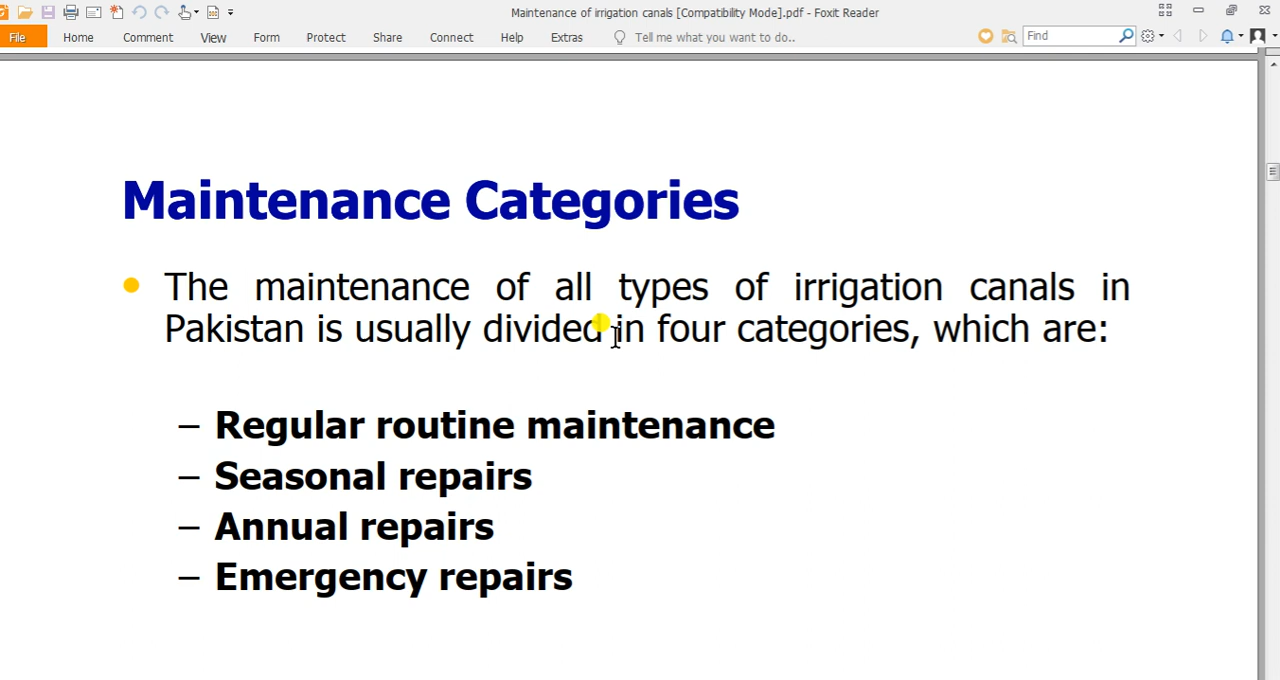 Maintenance of irrigation canals [Compatibility Mode].pdf - Foxit Reader
File Home Comment View Form Protect Share Connect Help Extras Tell me what you want to do.. Find
Maintenance Categories
The maintenance of all types of irrigation canals in
Pakistan is usually divided in four categories, which are:
– Regular routine maintenance
– Seasonal repairs
– Annual repairs
– Emergency repairs